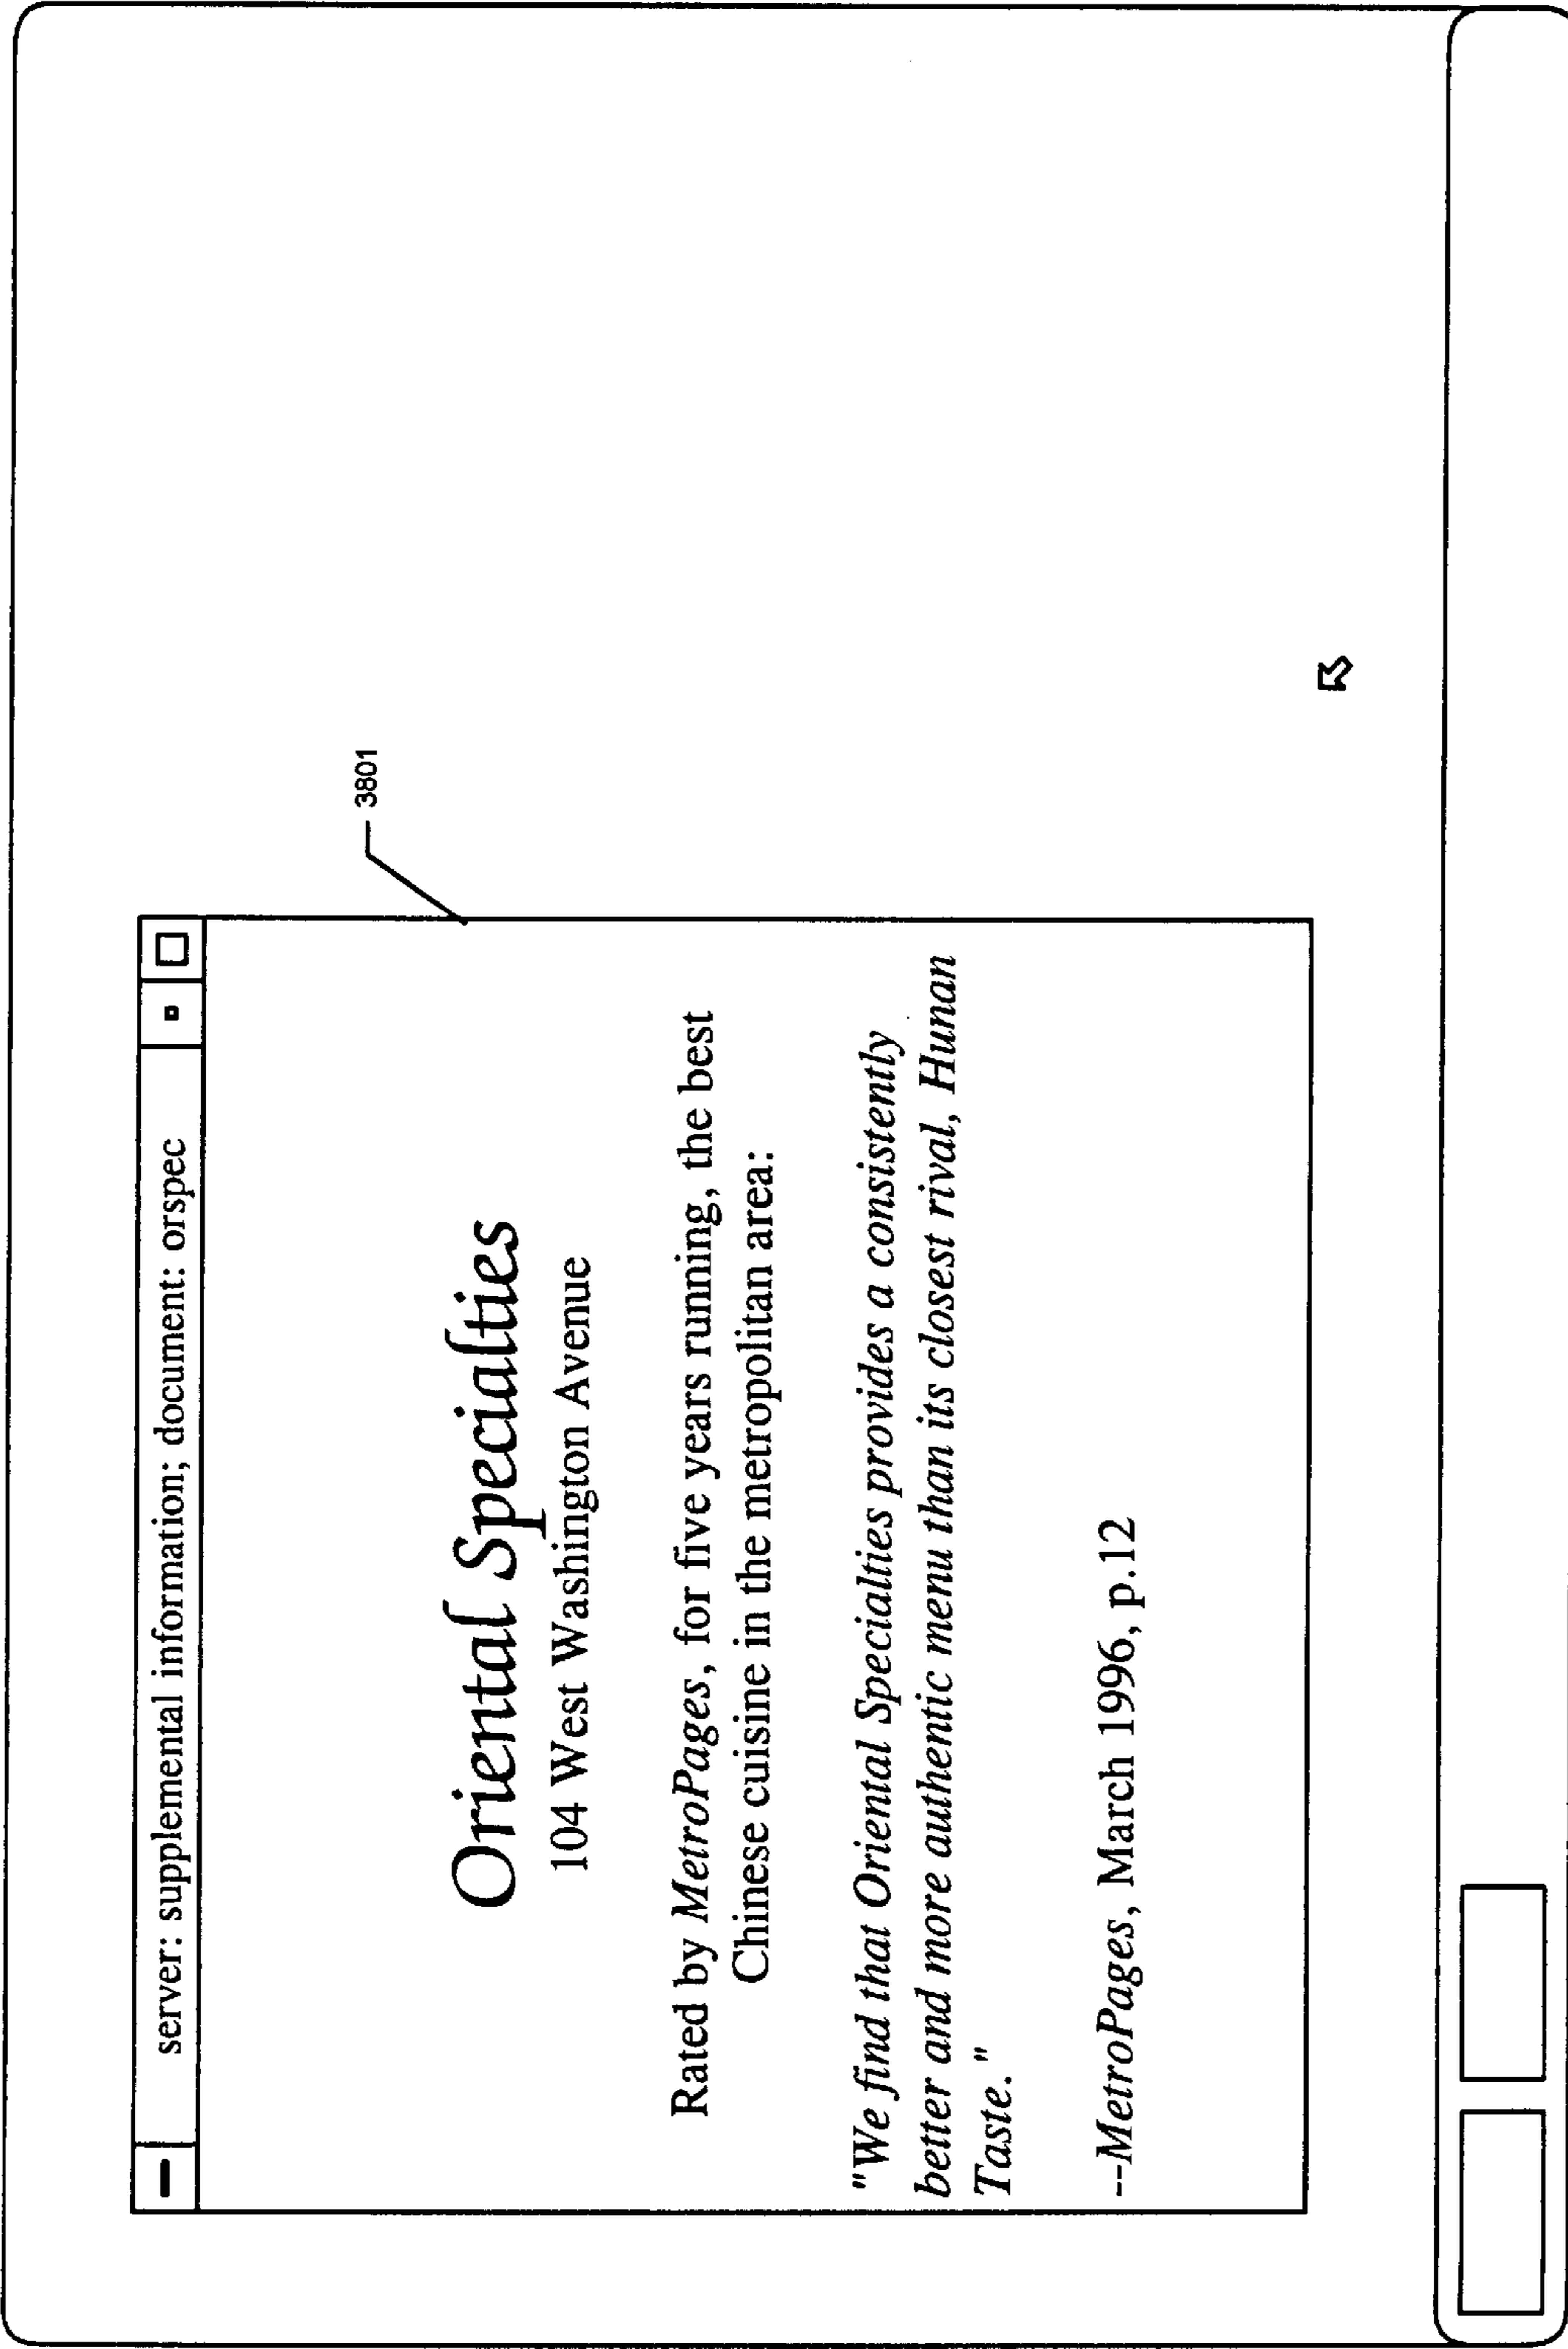 server: supplemental information; document: orspec
3801
Oriental Specialties
104 West Washington Avenue
Rated by MetroPages, for five years running, the best
Chinese cuisine in the metropolitan area:
"We find that Oriental Specialties provides a consistently
better and more authentic menu than its closest rival, Hunan
Taste."
--MetroPages, March 1996, p.12